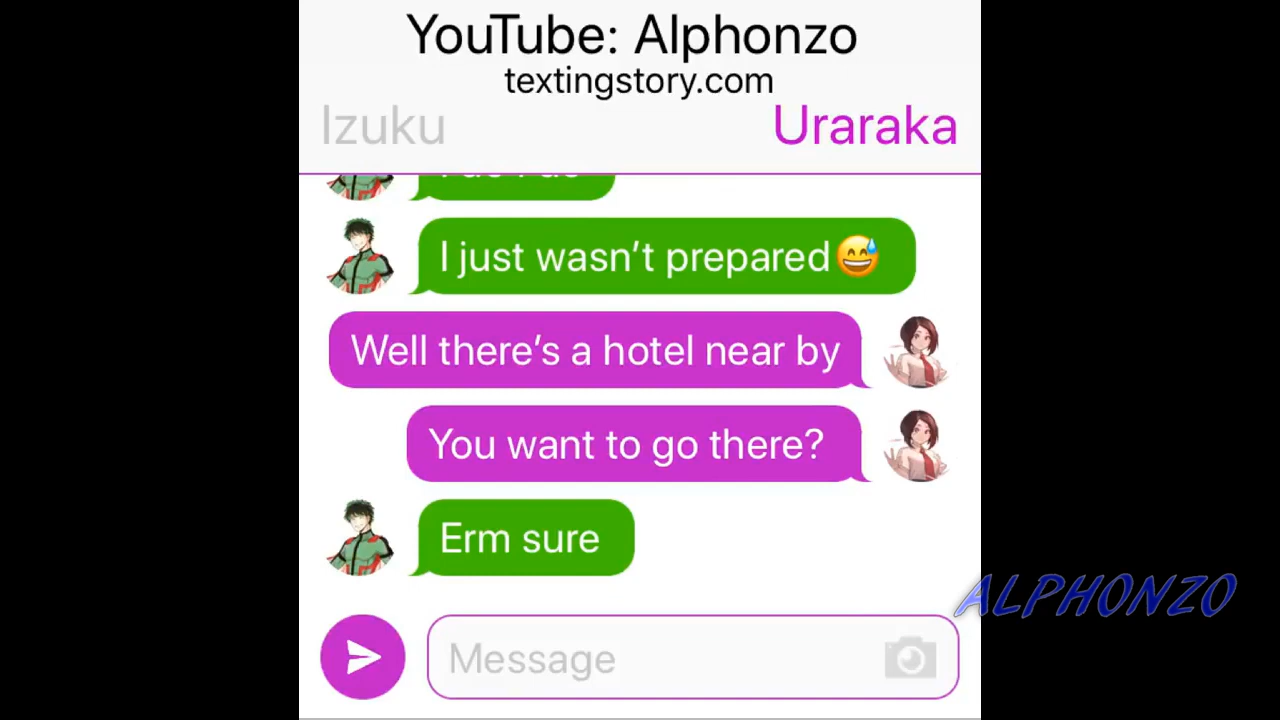 YouTube: Alphonzo
textingstory.com
Izuku Uraraka
I just wasn't prepared😅
Well there's a hotel near by
You want to go there?
Erm sure
ALPHONZO
Message